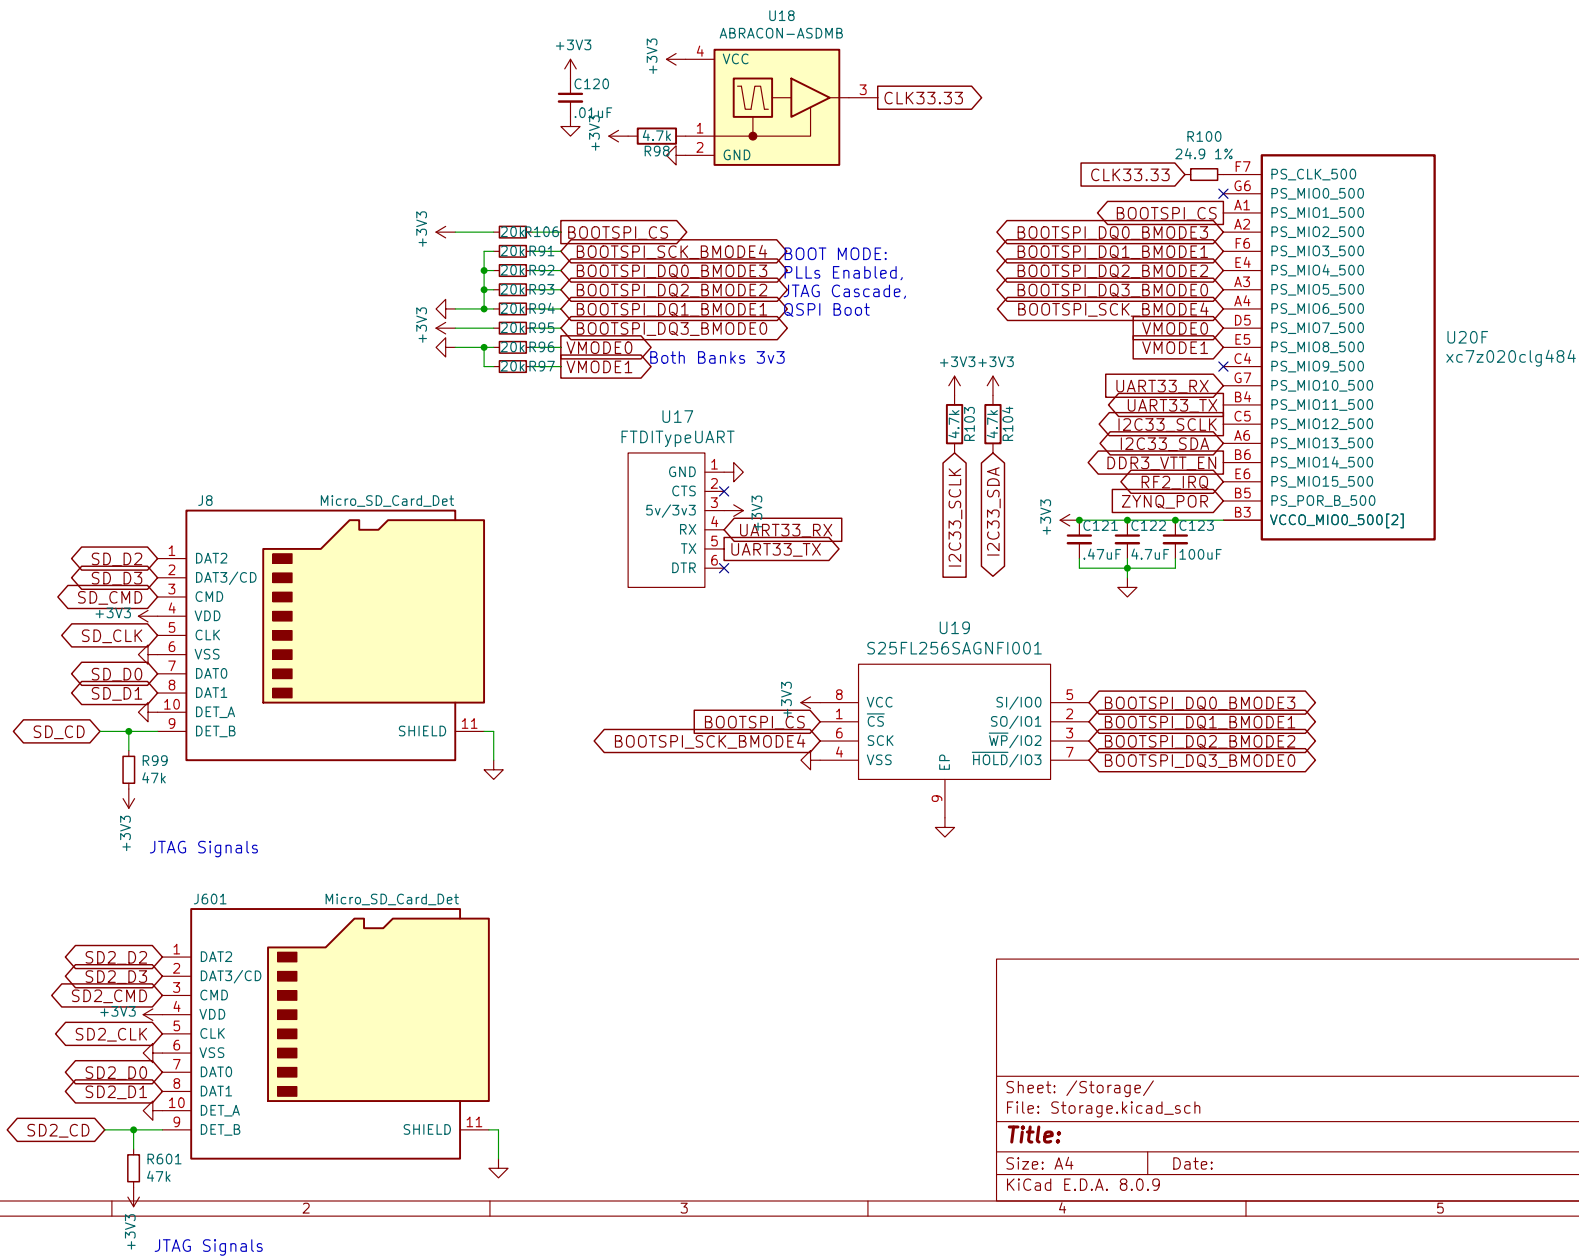 U18
ABRACON-ASDMB
+3V3
C120
.01uF
+3V3
4
VCC
3
CLK33.33
+3V3
4.7k
R98
1
2
GND
R100
24.9 1%
CLK33.33
F7
PS_CLK_500
G6
PS_MIO0_500
BOOTSPI_CS
A1
PS_MIO1_500
BOOTSPI_DQ0_BMODE3
A2
PS_MIO2_500
BOOTSPI_DQ1_BMODE1
F6
PS_MIO3_500
BOOTSPI_DQ2_BMODE2
E4
PS_MIO4_500
BOOTSPI_DQ3_BMODE0
A3
PS_MIO5_500
BOOTSPI_SCK_BMODE4
A4
PS_MIO6_500
VMODE0
D5
PS_MIO7_500
VMODE1
E5
PS_MIO8_500
C4
PS_MIO9_500
UART33_RX
G7
PS_MIO10_500
UART33_TX
B4
PS_MIO11_500
I2C33_SCLK
C5
PS_MIO12_500
I2C33_SDA
A6
PS_MIO13_500
DDR3_VTT_EN
B6
PS_MIO14_500
RF2_IRQ
E6
PS_MIO15_500
ZYNQ_POR
B5
PS_POR_B_500
B3
VCCO_MIO0_500[2]
U20F
xc7z020clg484
+3V3
C121
.47uF
C122
4.7uF
C123
100uF
+3V3
20k
R106
BOOTSPI_CS
20k
R91
BOOTSPI_SCK_BMODE4
20k
R92
BOOTSPI_DQ0_BMODE3
20k
R93
BOOTSPI_DQ2_BMODE2
20k
R94
BOOTSPI_DQ1_BMODE1
+3V3
20k
R95
BOOTSPI_DQ3_BMODE0
20k
R96
VMODE0
20k
R97
VMODE1
BOOT MODE:
PLLs Enabled,
JTAG Cascade,
QSPI Boot
Both Banks 3v3
+3V3
+3V3
4.7k
R103
4.7k
R104
I2C33_SCLK
I2C33_SDA
U17
FTDITypeUART
GND
1
CTS
2
5v/3v3
3
+3V3
RX
4
UART33_RX
TX
5
UART33_TX
DTR
6
J8
Micro_SD_Card_Det
SD_D2
1
DAT2
SD_D3
2
DAT3/CD
SD_CMD
3
CMD
+3V3
4
VDD
SD_CLK
5
CLK
6
VSS
SD_D0
7
DAT0
SD_D1
8
DAT1
10
DET_A
SD_CD
9
DET_B
SHIELD
11
R99
47k
+3V3
JTAG Signals
U19
S25FL256SAGNFI001
+3V3
8
VCC
BOOTSPI_CS
1
CS
BOOTSPI_SCK_BMODE4
6
SCK
4
VSS
EP
9
SI/IO0
5
BOOTSPI_DQ0_BMODE3
SO/IO1
2
BOOTSPI_DQ1_BMODE1
WP/IO2
3
BOOTSPI_DQ2_BMODE2
HOLD/IO3
7
BOOTSPI_DQ3_BMODE0
J601
Micro_SD_Card_Det
SD2_D2
1
DAT2
SD2_D3
2
DAT3/CD
SD2_CMD
3
CMD
+3V3
4
VDD
SD2_CLK
5
CLK
6
VSS
SD2_D0
7
DAT0
SD2_D1
8
DAT1
10
DET_A
SD2_CD
9
DET_B
SHIELD
11
R601
47k
+3V3
JTAG Signals
Sheet: /Storage/
File: Storage.kicad_sch
Title:
Size: A4
Date:
KiCad E.D.A. 8.0.9
2
3
4
5